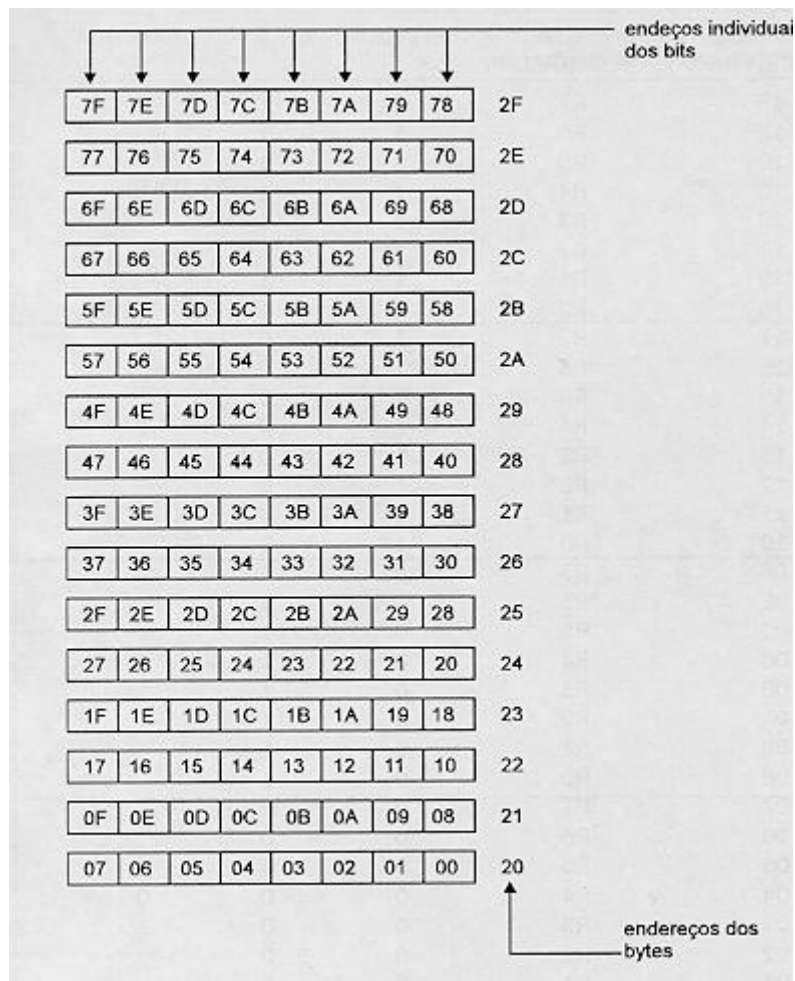 endeços individuai
dos bits
7F 7E 7D 7C 7B 7A 79 78 2F
77 76 75 74 73 72 71 70 2E
6F 6E 6D 6C 6B 6A 69 68 2D
67 66 65 64 63 62 61 60 2C
5F 5E 5D 5C 5B 5A 59 58 2B
57 56 55 54 53 52 51 50 2A
4F 4E 4D 4C 4B 4A 49 48 29
47 46 45 44 43 42 41 40 28
3F 3E 3D 3C 3B 3A 39 38 27
37 36 35 34 33 32 31 30 26
2F 2E 2D 2C 2B 2A 29 28 25
27 26 25 24 23 22 21 20 24
1F 1E 1D 1C 1B 1A 19 18 23
17 16 15 14 13 12 11 10 22
0F 0E 0D 0C 0B 0A 09 08 21
07 06 05 04 03 02 01 00 20
endereços dos
bytes